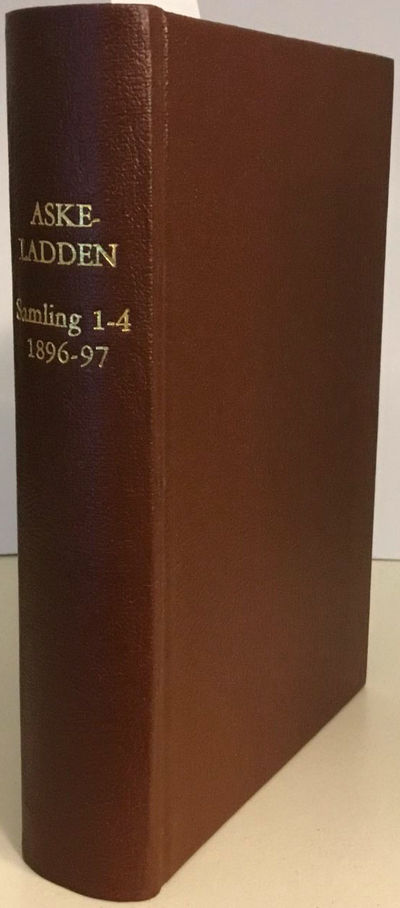 ASKE-
LADDEN
Samling 1-4
1896-97